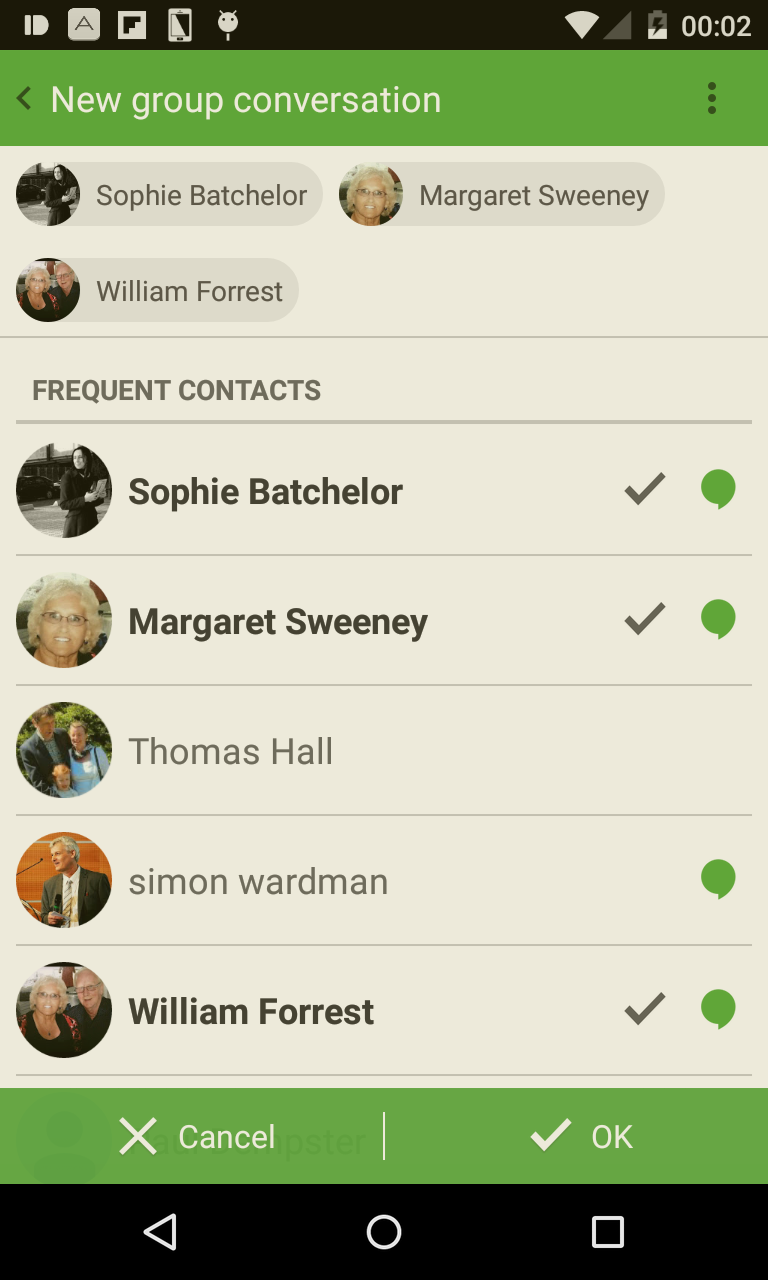 00:02
New group conversation
Sophie Batchelor
Margaret Sweeney
William Forrest
FREQUENT CONTACTS
Sophie Batchelor
Margaret Sweeney
Thomas Hall
simon wardman
William Forrest
Cancel
OK